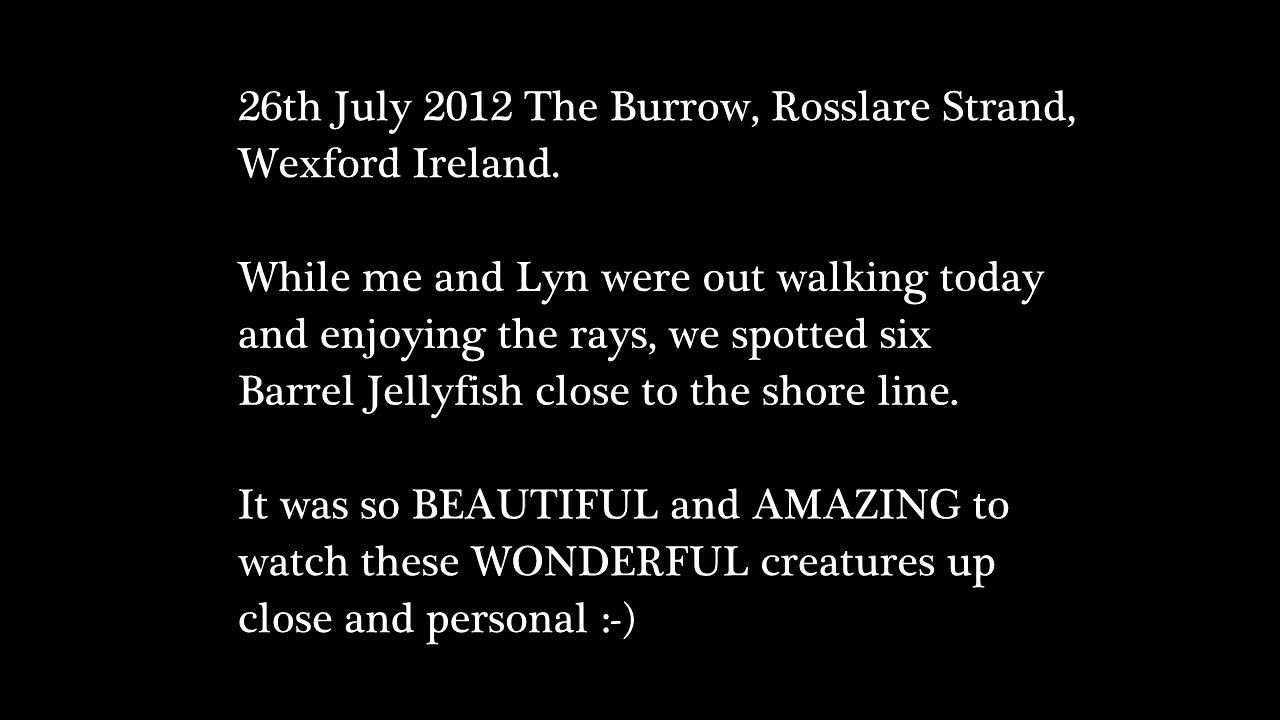 26th July 2012 The Burrow, Rosslare Strand,
Wexford Ireland.
While me and Lyn were out walking today
and enjoying the rays, we spotted six
Barrel Jellyfish close to the shore line.
It was so BEAUTIFUL and AMAZING to
watch these WONDERFUL creatures up
close and personal :-)